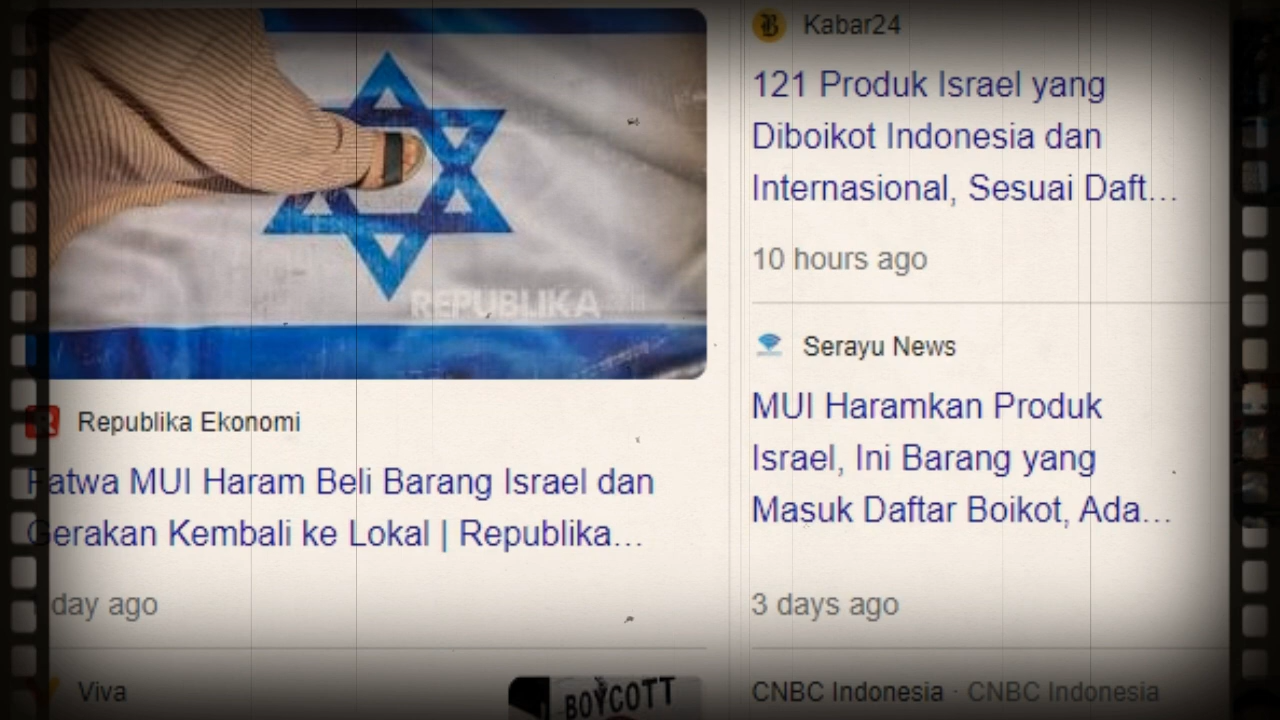 REPUBLIKA
Republika Ekonomi
Fatwa MUI Haram Beli Barang Israel dan
Gerakan Kembali ke Lokal | Republika...
day ago
Viva
BOYCOTT
Kabar24
121 Produk Israel yang
Diboikot Indonesia dan
Internasional, Sesuai Daft...
10 hours ago
Serayu News
MUI Haramkan Produk
Israel, Ini Barang yang
Masuk Daftar Boikot, Ada...
3 days ago
CNBC Indonesia · CNBC Indonesia